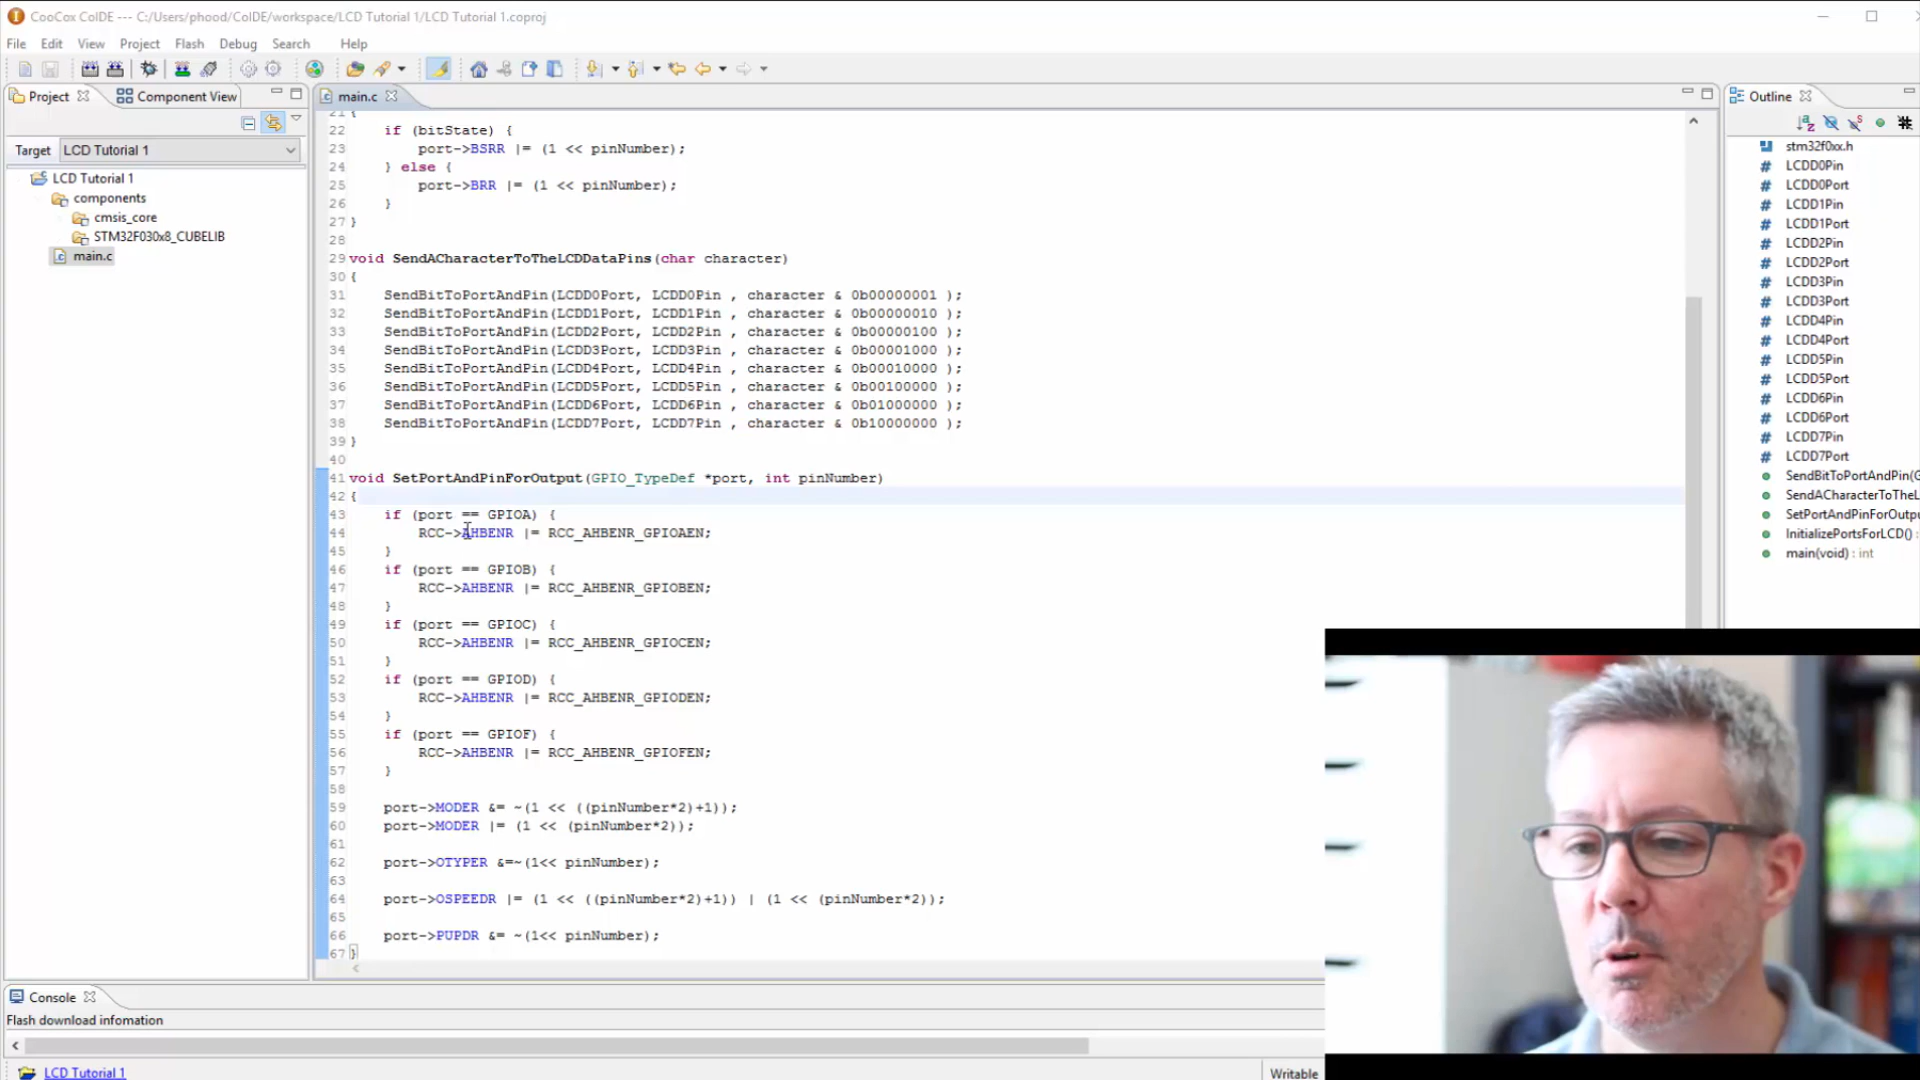 CooCox CoIDE --- C:/Users/phood/CoIDE/workspace/LCD Tutorial 1/LCD Tutorial 1.coproj
File Edit View Project Flash Debug Search Help
Project Component View
main.c
Outline
Target LCD Tutorial 1
LCD Tutorial 1
components
cmsis_core
STM32F030x8_CUBELIB
main.c
21 {
22 if (bitState) {
23 port->BSRR |= (1 << pinNumber);
24 } else {
25 port->BRR |= (1 << pinNumber);
26 }
27 }
28
29 void SendACharacterToTheLCDDataPins(char character)
30 {
31 SendBitToPortAndPin(LCDD0Port, LCDD0Pin , character & 0b00000001 );
32 SendBitToPortAndPin(LCDD1Port, LCDD1Pin , character & 0b00000010 );
33 SendBitToPortAndPin(LCDD2Port, LCDD2Pin , character & 0b00000100 );
34 SendBitToPortAndPin(LCDD3Port, LCDD3Pin , character & 0b00001000 );
35 SendBitToPortAndPin(LCDD4Port, LCDD4Pin , character & 0b00010000 );
36 SendBitToPortAndPin(LCDD5Port, LCDD5Pin , character & 0b00100000 );
37 SendBitToPortAndPin(LCDD6Port, LCDD6Pin , character & 0b01000000 );
38 SendBitToPortAndPin(LCDD7Port, LCDD7Pin , character & 0b10000000 );
39 }
40
41 void SetPortAndPinForOutput(GPIO_TypeDef *port, int pinNumber)
42 {
43 if (port == GPIOA) {
44 RCC->AHBENR |= RCC_AHBENR_GPIOAEN;
45 }
46 if (port == GPIOB) {
47 RCC->AHBENR |= RCC_AHBENR_GPIOBEN;
48 }
49 if (port == GPIOC) {
50 RCC->AHBENR |= RCC_AHBENR_GPIOCEN;
51 }
52 if (port == GPIOD) {
53 RCC->AHBENR |= RCC_AHBENR_GPIODEN;
54 }
55 if (port == GPIOF) {
56 RCC->AHBENR |= RCC_AHBENR_GPIOFEN;
57 }
58
59 port->MODER &= ~(1 << ((pinNumber*2)+1));
60 port->MODER |= (1 << (pinNumber*2));
61
62 port->OTYPER &=~(1<< pinNumber);
63
64 port->OSPEEDR |= (1 << ((pinNumber*2)+1)) | (1 << (pinNumber*2));
65
66 port->PUPDR &= ~(1<< pinNumber);
67 }
stm32f0xx.h
# LCDD0Pin
# LCDD0Port
# LCDD1Pin
# LCDD1Port
# LCDD2Pin
# LCDD2Port
# LCDD3Pin
# LCDD3Port
# LCDD4Pin
# LCDD4Port
# LCDD5Pin
# LCDD5Port
# LCDD6Pin
# LCDD6Port
# LCDD7Pin
# LCDD7Port
SendBitToPortAndPin(G
SendACharacterToTheL
SetPortAndPinForOutpu
InitializePortsForLCD() :
main(void) : int
Console
Flash download infomation
LCD Tutorial 1
Writable